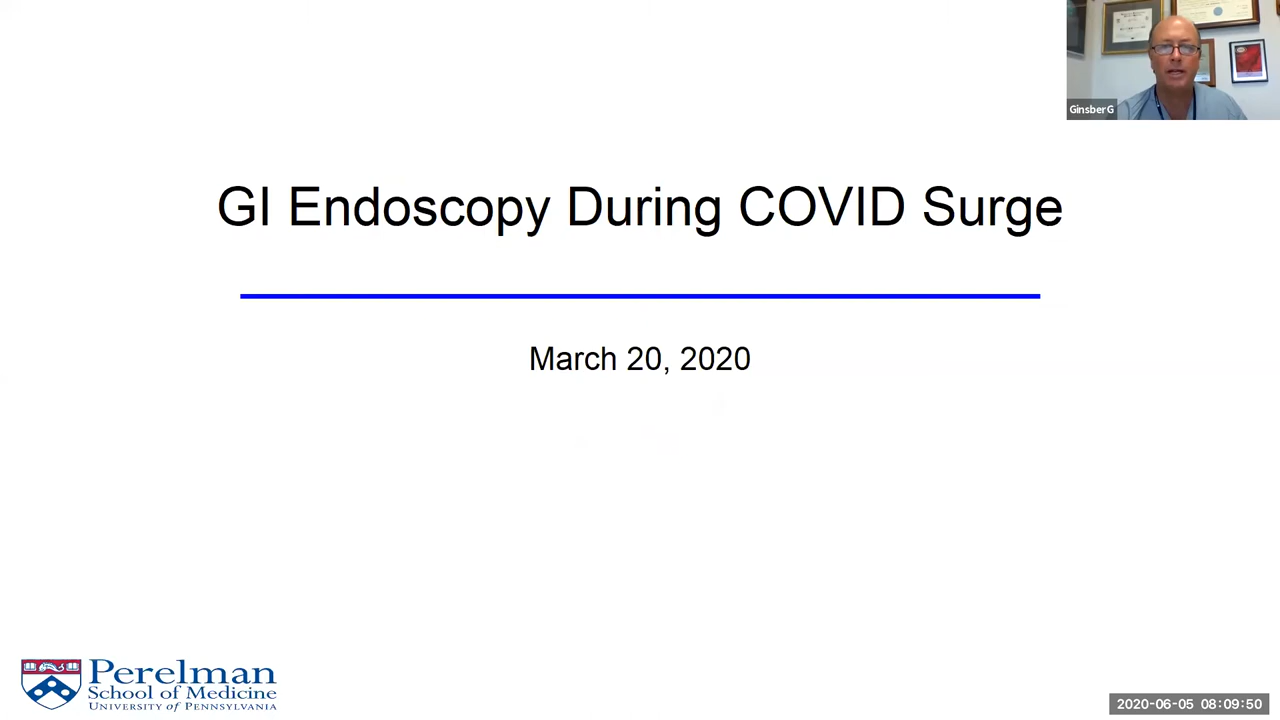 GinsberG
GI Endoscopy During COVID Surge
March 20, 2020
Perelman
School of Medicine
UNIVERSITY of PENNSYLVANIA
2020-06-05 08:09:50